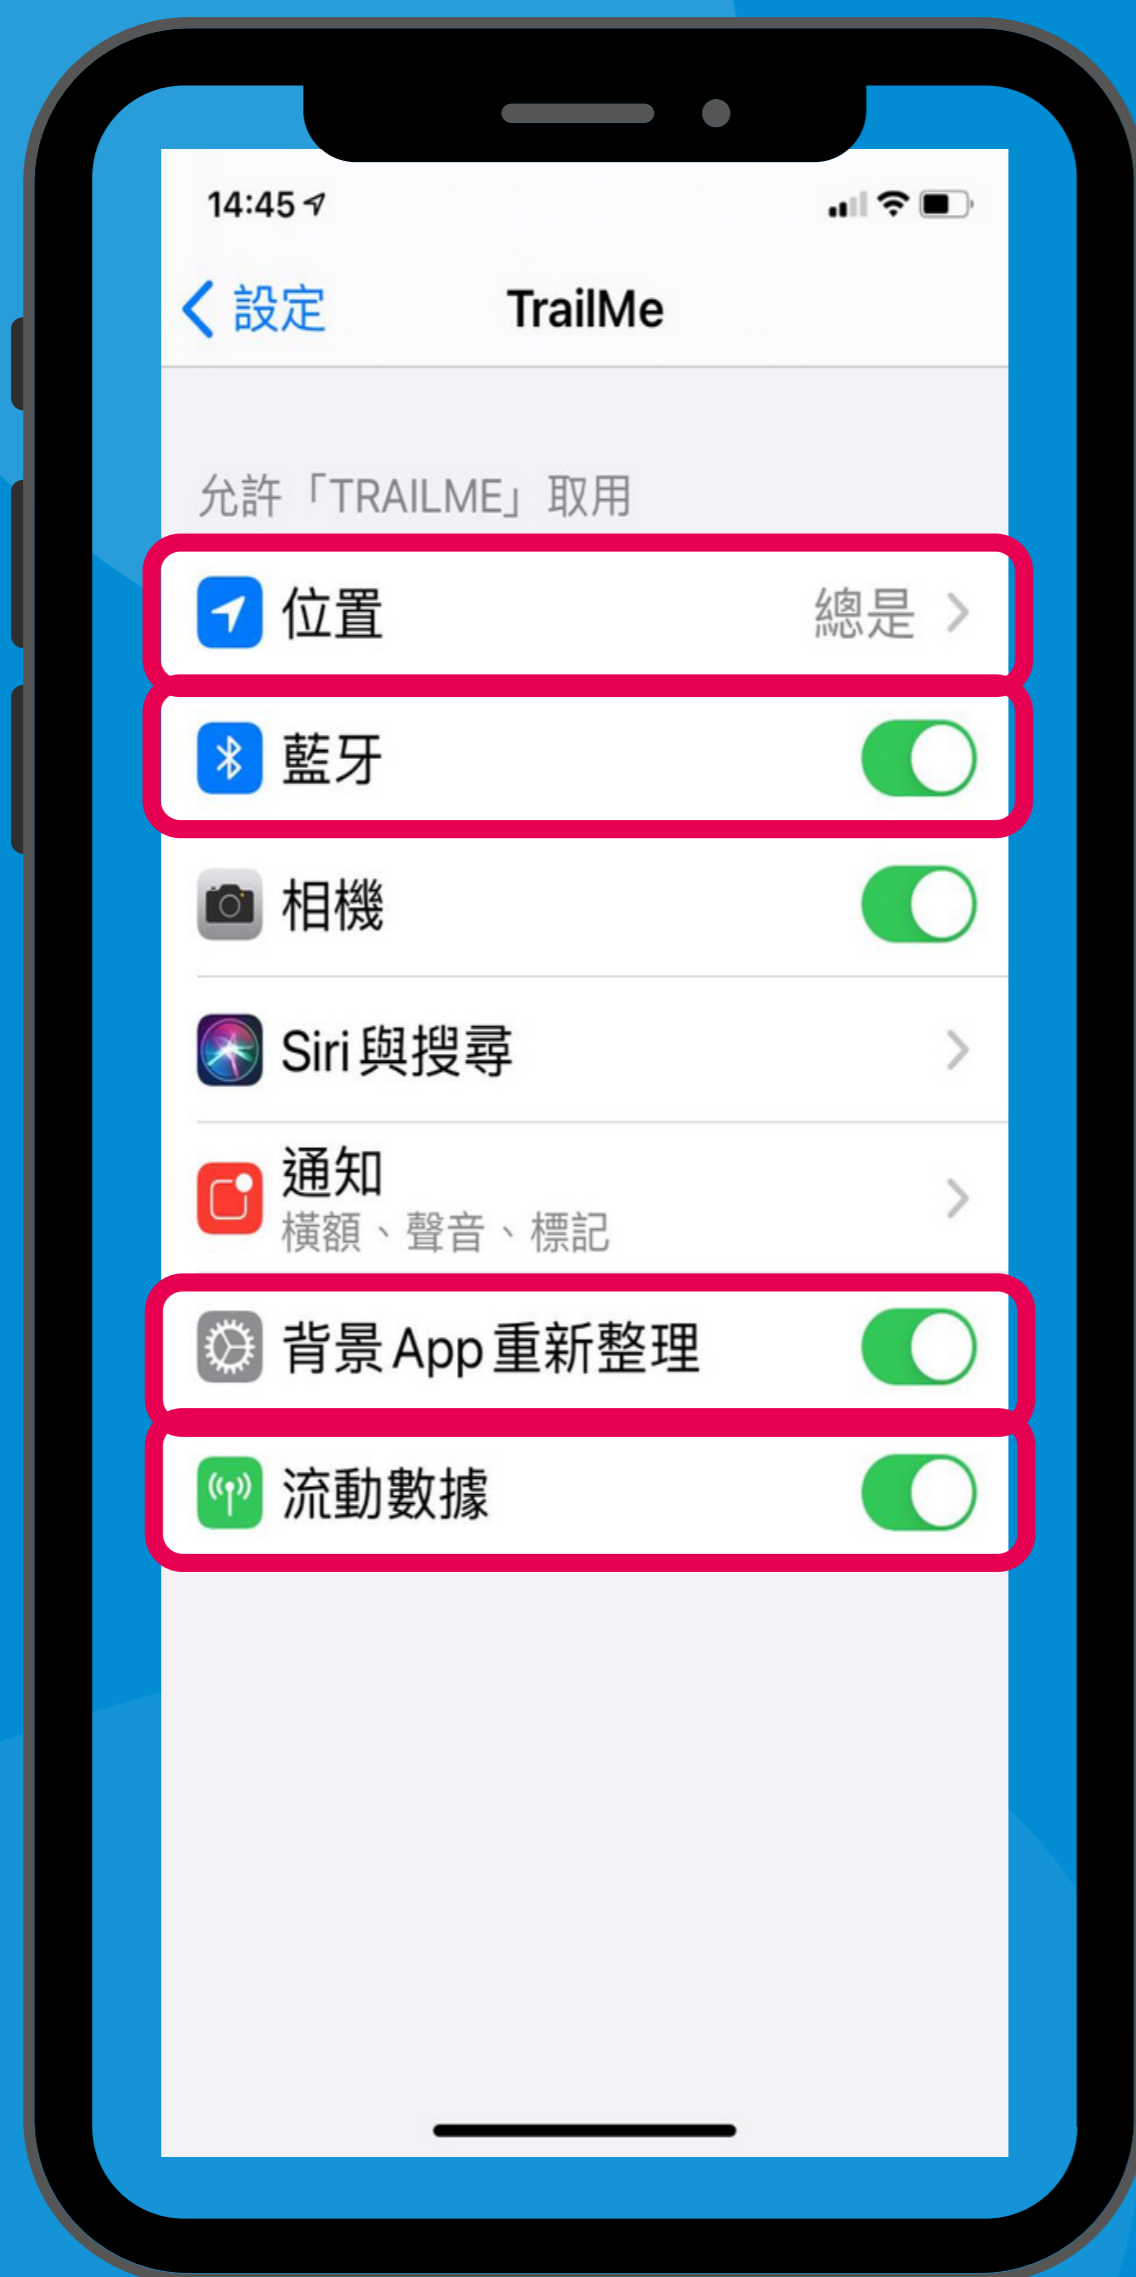 14:45
設定
TrailMe
允許「TRAILME」取用
位置 總是
藍牙
相機
Siri與搜尋
通知
橫額、聲音、標記
背景App重新整理
流動數據